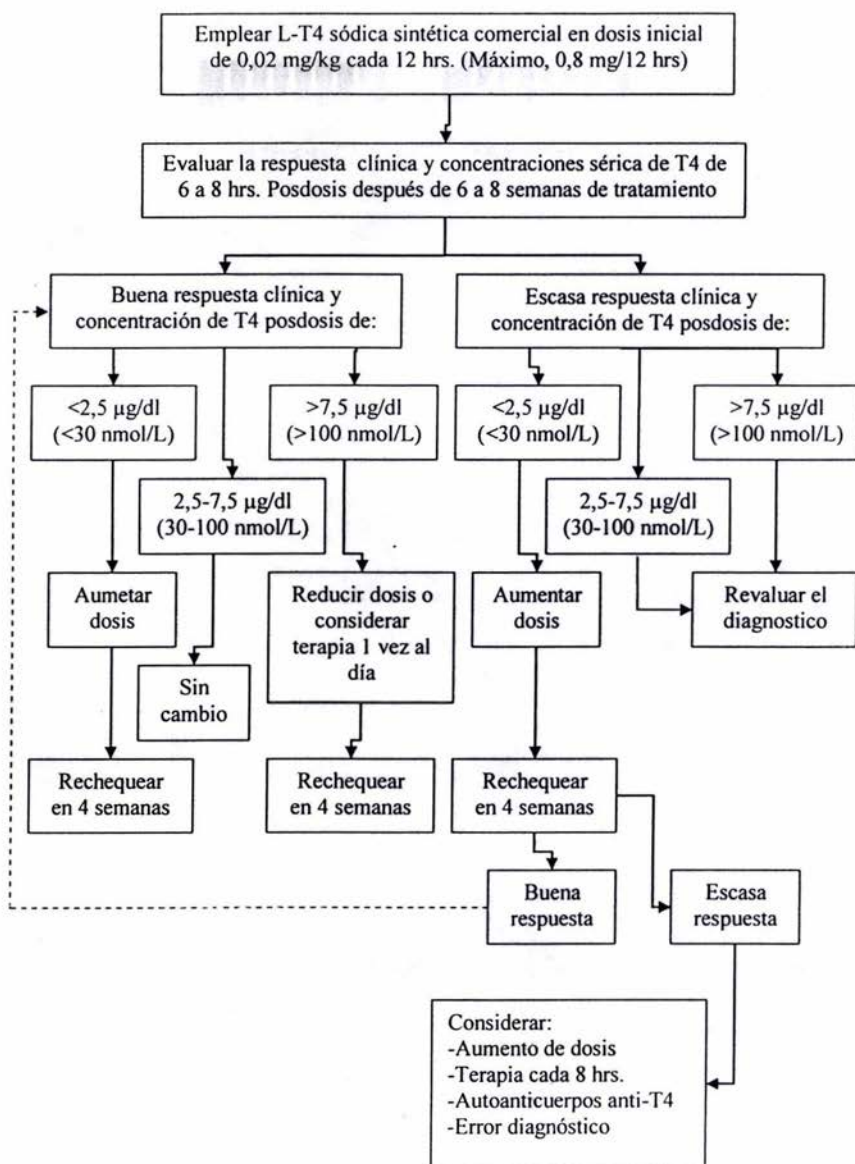 Emplear L-T4 sódica sintética comercial en dosis inicial
de 0,02 mg/kg cada 12 hrs. (Máximo, 0,8 mg/12 hrs)
Evaluar la respuesta clínica y concentraciones sérica de T4 de
6 a 8 hrs. Posdosis después de 6 a 8 semanas de tratamiento
Buena respuesta clínica y
concentración de T4 posdosis de:
Escasa respuesta clínica y
concentración de T4 posdosis de:
<2,5 µg/dl
(<30 nmol/L)
>7,5 µg/dl
(>100 nmol/L)
<2,5 µg/dl
(<30 nmol/L)
>7,5 µg/dl
(>100 nmol/L)
2,5-7,5 µg/dl
(30-100 nmol/L)
2,5-7,5 µg/dl
(30-100 nmol/L)
Aumetar
dosis
Reducir dosis o
considerar
terapia 1 vez al
día
Aumentar
dosis
Revaluar el
diagnostico
Sin
cambio
Rechequear
en 4 semanas
Rechequear
en 4 semanas
Rechequear
en 4 semanas
Buena
respuesta
Escasa
respuesta
Considerar:
-Aumento de dosis
-Terapia cada 8 hrs.
-Autoanticuerpos anti-T4
-Error diagnóstico